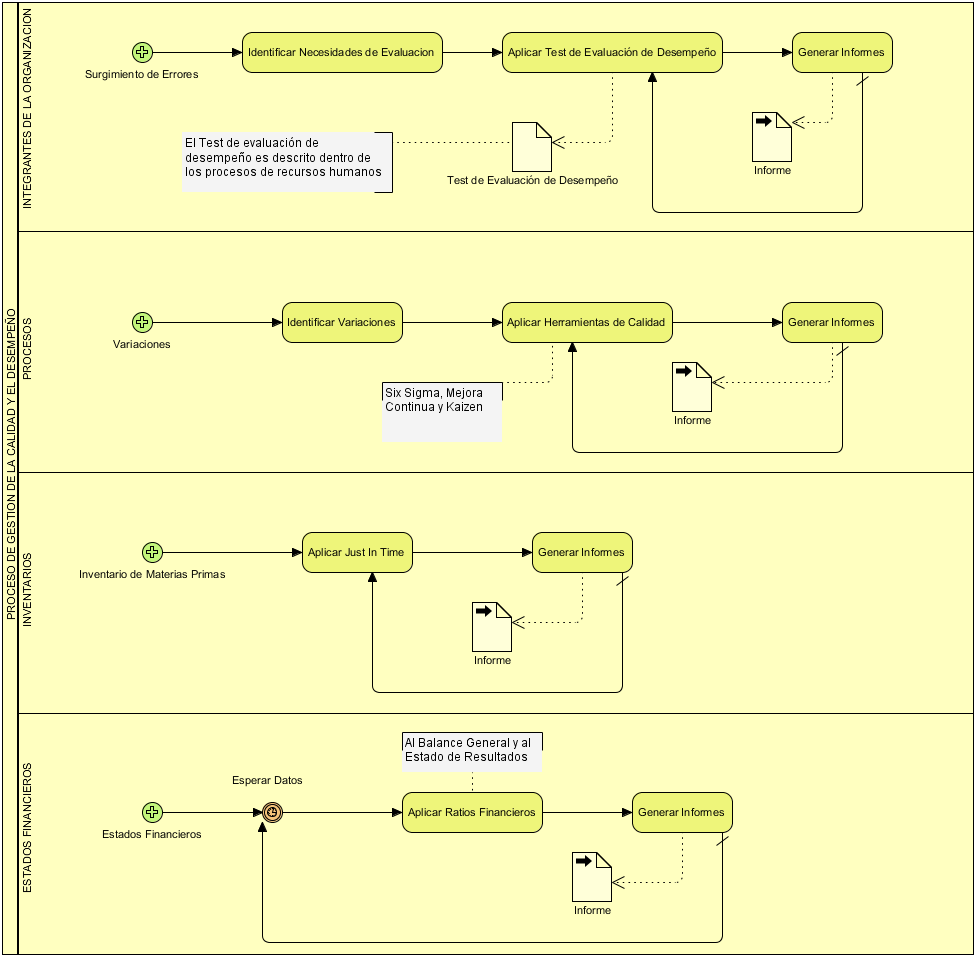 PROCESO DE GESTION DE LA CALIDAD Y EL DESEMPEÑO
INTEGRANTES DE LA ORGANIZACION
Surgimiento de Errores
Identificar Necesidades de Evaluacion
Aplicar Test de Evaluación de Desempeño
Generar Informes
El Test de evaluación de
desempeño es descrito dentro de
los procesos de recursos humanos
Test de Evaluación de Desempeño
Informe
PROCESOS
Variaciones
Identificar Variaciones
Aplicar Herramientas de Calidad
Generar Informes
Six Sigma, Mejora
Continua y Kaizen
Informe
INVENTARIOS
Inventario de Materias Primas
Aplicar Just In Time
Generar Informes
Informe
ESTADOS FINANCIEROS
Al Balance General y al
Estado de Resultados
Esperar Datos
Estados Financieros
Aplicar Ratios Financieros
Generar Informes
Informe